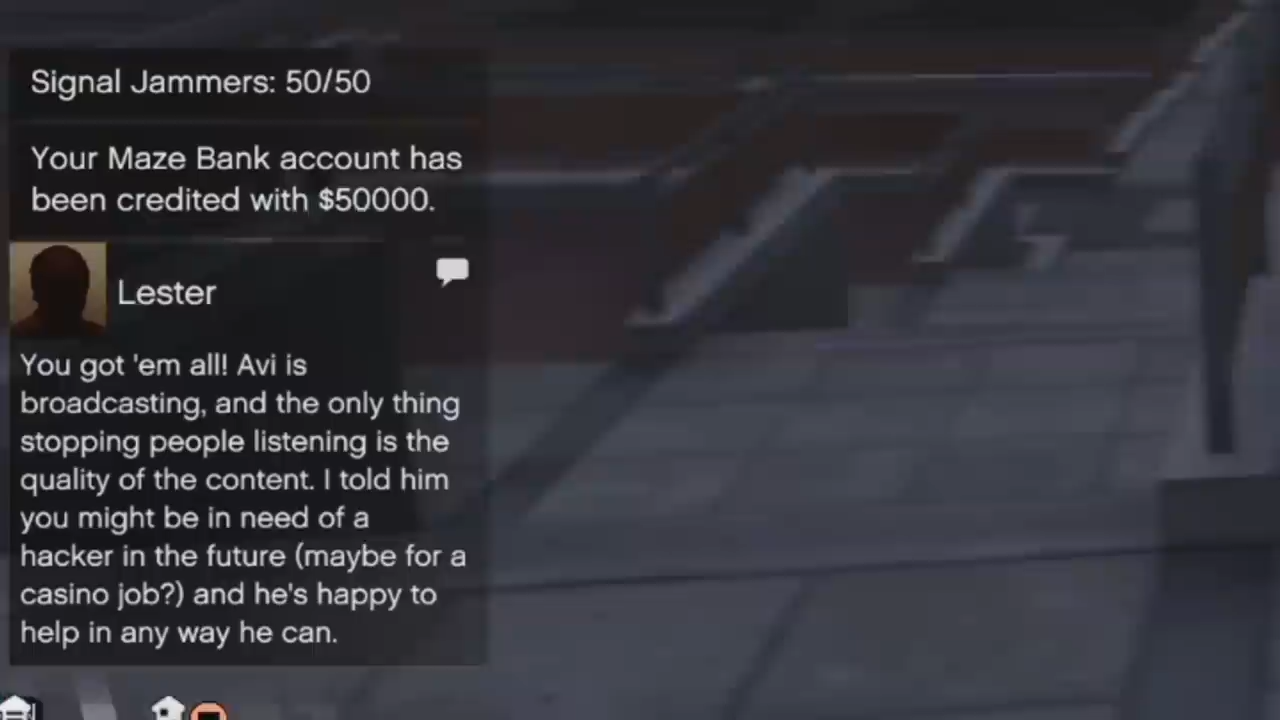 Signal Jammers: 50/50
Your Maze Bank account has
been credited with $50000.
Lester
You got 'em all! Avi is
broadcasting, and the only thing
stopping people listening is the
quality of the content. I told him
you might be in need of a
hacker in the future (maybe for a
casino job?) and he's happy to
help in any way he can.